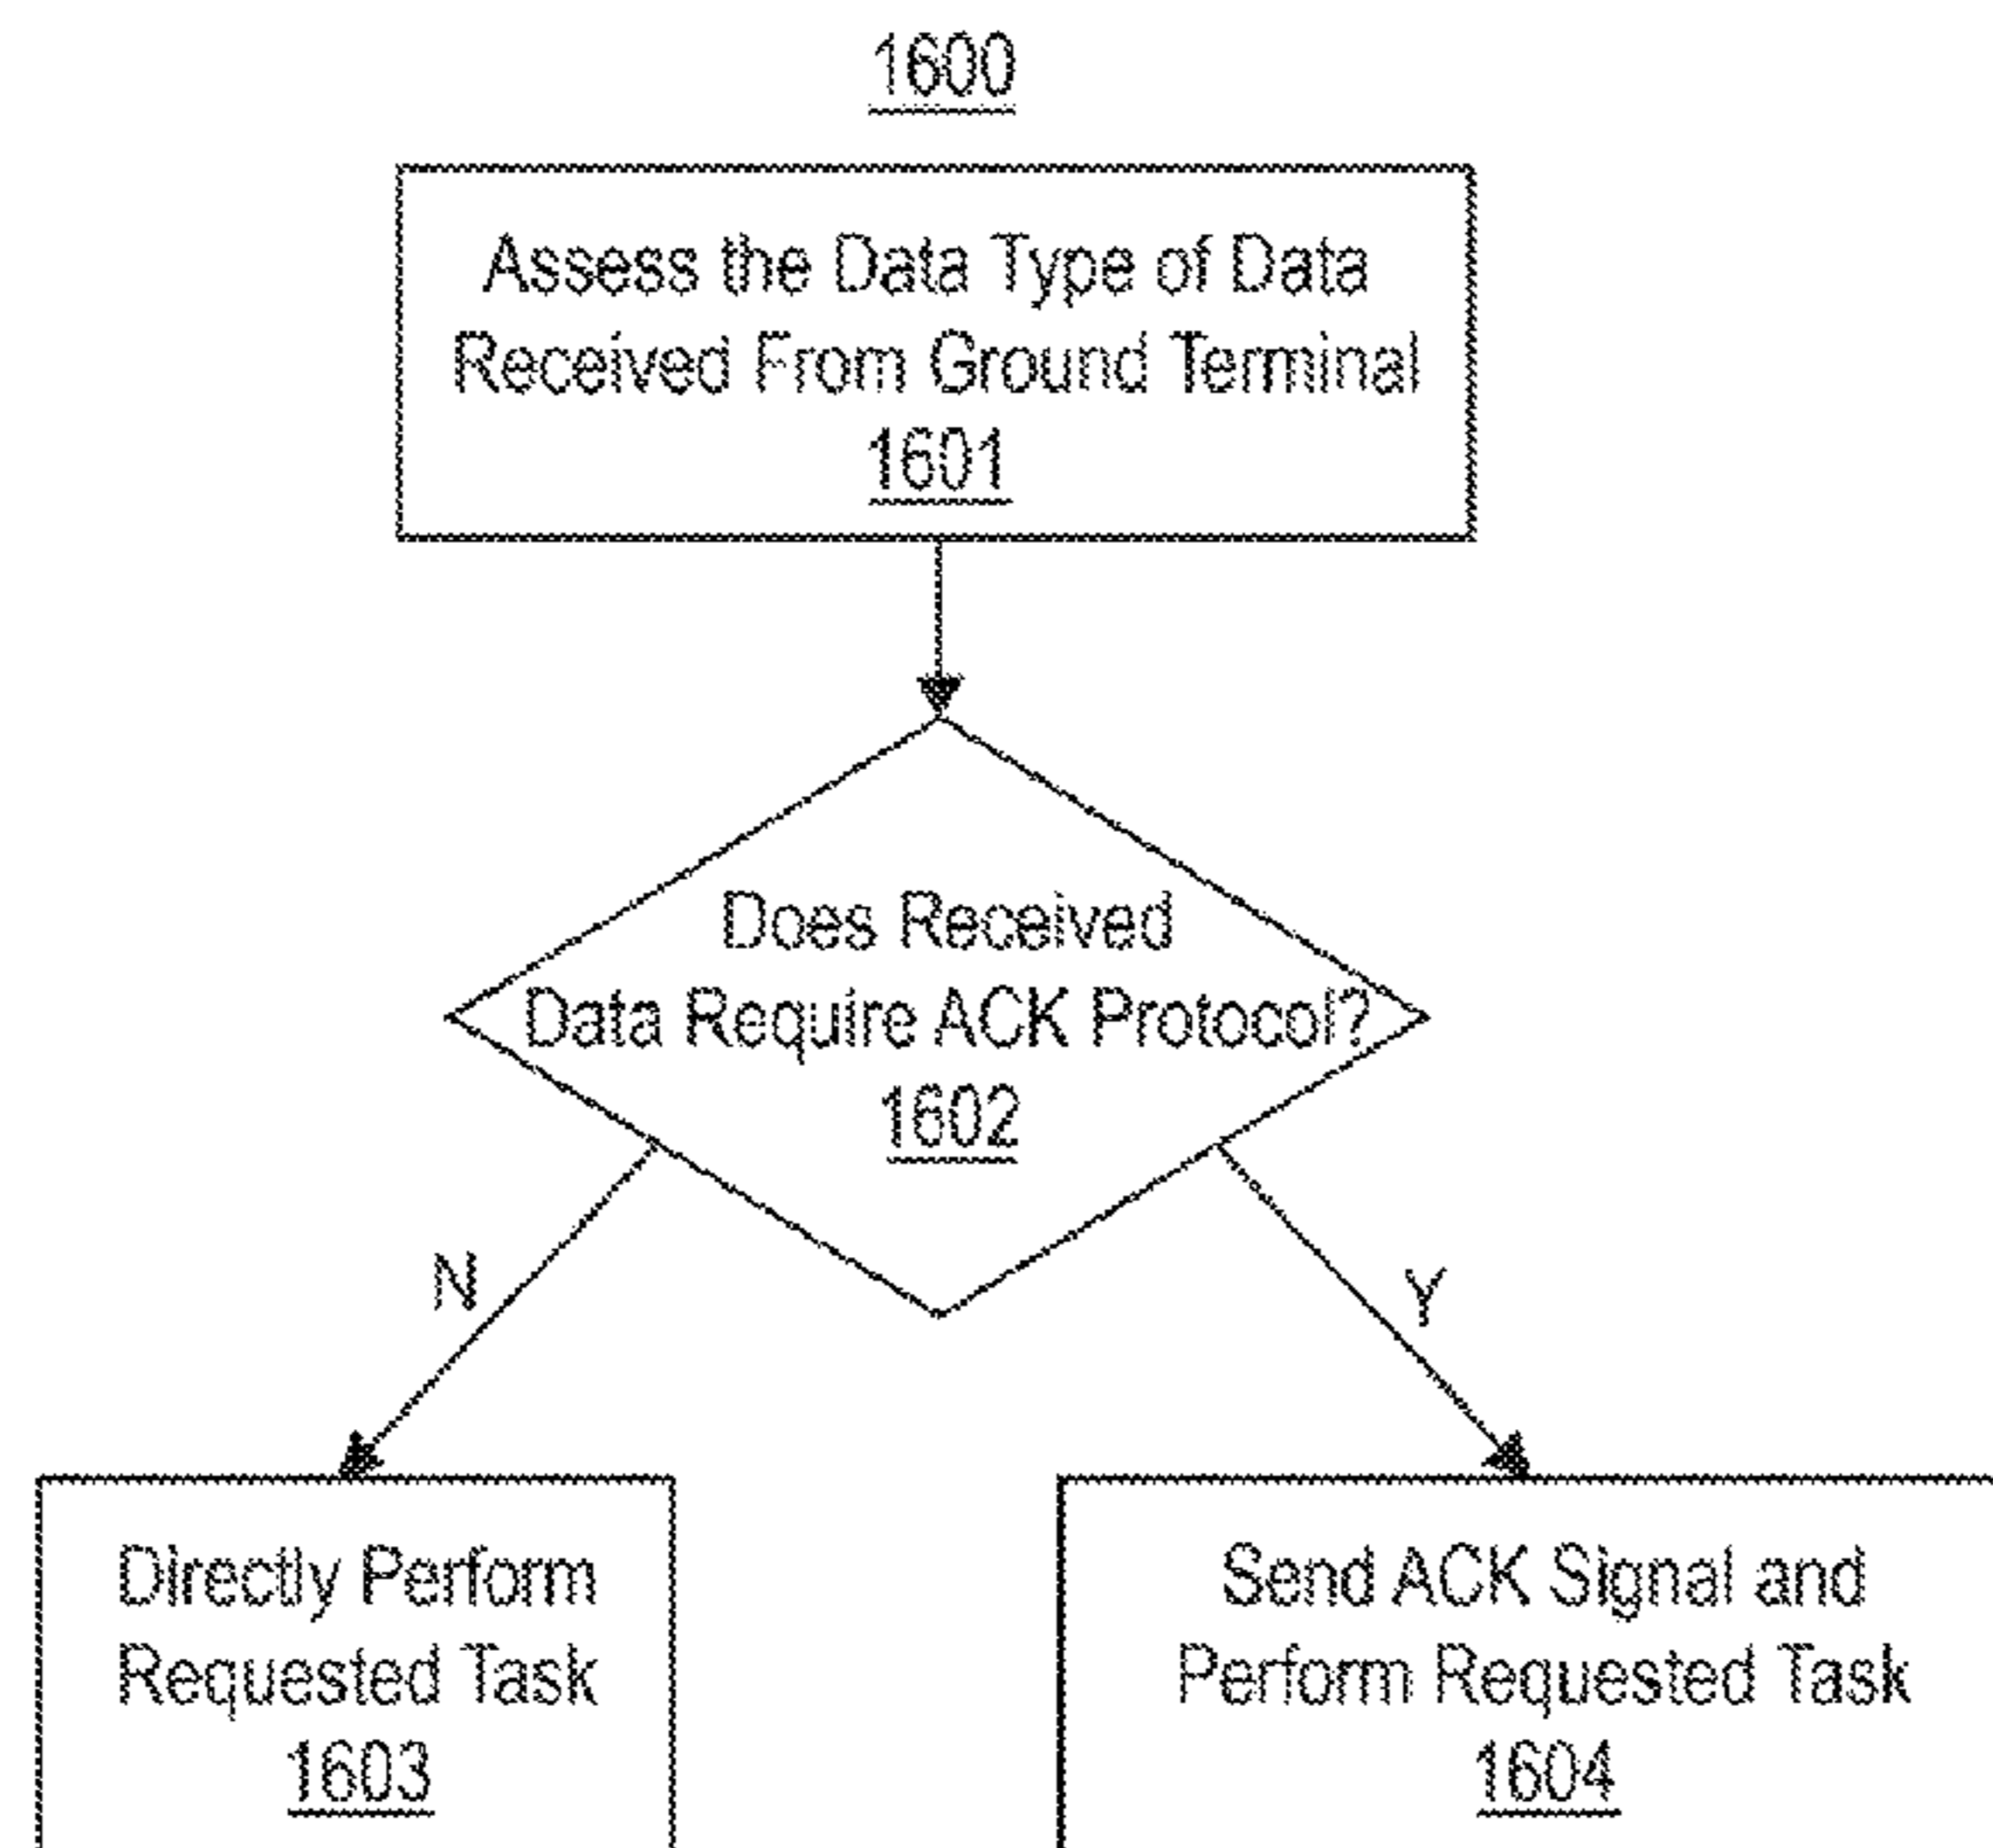 1600
Assess the Data Type of Data
Received From Ground Terminal
1601
Does Received
Data Require ACK Protocol?
1602
N
Y
Directly Perform
Requested Task
1603
Send ACK Signal and
Perform Requested Task
1604